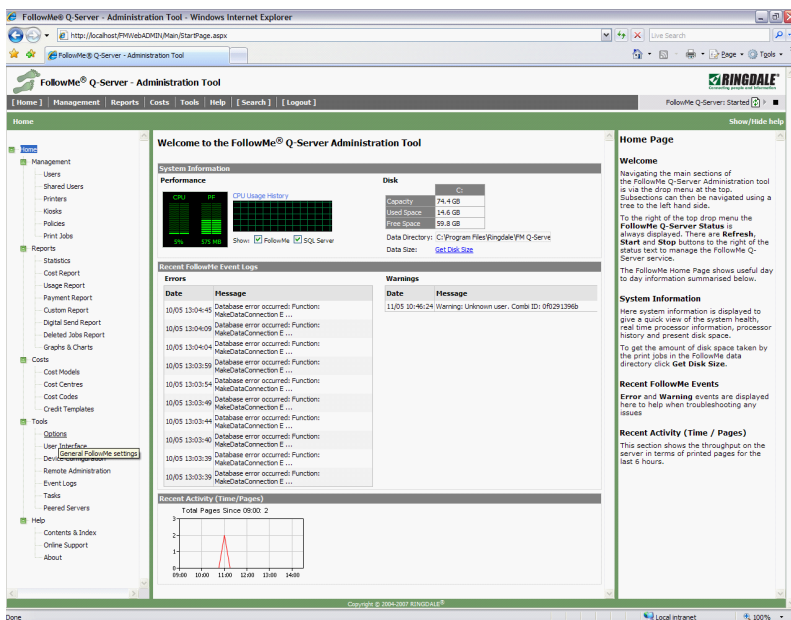 FollowMe® Q-Server - Administration Tool - Windows Internet Explorer
http://localhost/FMWebADMIN/Main/StartPage.aspx
Live Search
FollowMe® Q-Server - Administration Tool
Page
Tools
FollowMe® Q-Server - Administration Tool
RINGDALE®
Connecting people and information
[ Home ] Management Reports Costs Tools Help [ Search ] [ Logout ]
FollowMe Q-Server: Started
Home
Show/Hide help
Home
Management
Users
Shared Users
Printers
Kiosks
Policies
Print Jobs
Reports
Statistics
Cost Report
Usage Report
Payment Report
Custom Report
Digital Send Report
Deleted Jobs Report
Graphs & Charts
Costs
Cost Models
Cost Centres
Cost Codes
Credit Templates
Tools
Options
User Interface
General FollowMe settings
Remote Administration
Event Logs
Tasks
Peered Servers
Help
Contents & Index
Online Support
About
Welcome to the FollowMe® Q-Server Administration Tool
System Information
Performance
CPU
PF
CPU Usage History
5%
575 MB
Show: FollowMe SQL Server
Disk
C:
Capacity 74.4 GB
Used Space 14.6 GB
Free Space 59.8 GB
Data Directory: C:\Program Files\Ringdale\FM Q-Serve
Data Size: Get Disk Size
Recent FollowMe Event Logs
Errors
Date Message
10/05 13:04:45 Database error occurred: Function:
MakeDataConnection E ...
10/05 13:04:09 Database error occurred: Function:
MakeDataConnection E ...
10/05 13:04:04 Database error occurred: Function:
MakeDataConnection E ...
10/05 13:03:59 Database error occurred: Function:
MakeDataConnection E ...
10/05 13:03:54 Database error occurred: Function:
MakeDataConnection E ...
10/05 13:03:49 Database error occurred: Function:
MakeDataConnection E ...
10/05 13:03:44 Database error occurred: Function:
MakeDataConnection E ...
10/05 13:03:40 Database error occurred: Function:
MakeDataConnection E ...
10/05 13:03:39 Database error occurred: Function:
MakeDataConnection E ...
10/05 13:03:39 Database error occurred: Function:
MakeDataConnection E ...
Warnings
Date Message
11/05 10:46:24 Warning: Unknown user. Combi ID: 0f0291396b
Recent Activity (Time/Pages)
Total Pages Since 09:00: 2
3
2
1
0
09:00 10:00 11:00 12:00 13:00 14:00
Home Page
Welcome
Navigating the main sections of
the FollowMe Q-Server Administration tool
is via the drop menu at the top.
Subsections can then be navigated using a
tree to the left hand side.
To the right of the top drop menu the
FollowMe Q-Server Status is
always displayed. There are Refresh,
Start and Stop buttons to the right of the
status text to manage the FollowMe Q-
Server service.
The FollowMe Home Page shows useful day
to day information summarised below.
System Information
Here system information is displayed to
give a quick view of the system health,
real time processor information, processor
history and present disk space.
To get the amount of disk space taken by
the print jobs in the FollowMe data
directory click Get Disk Size.
Recent FollowMe Events
Error and Warning events are displayed
here to help when troubleshooting any
issues
Recent Activity (Time / Pages)
This section shows the throughput on the
server in terms of printed pages for the
last 6 hours.
Copyright © 2004-2007 RINGDALE®
Done
Local intranet
100%